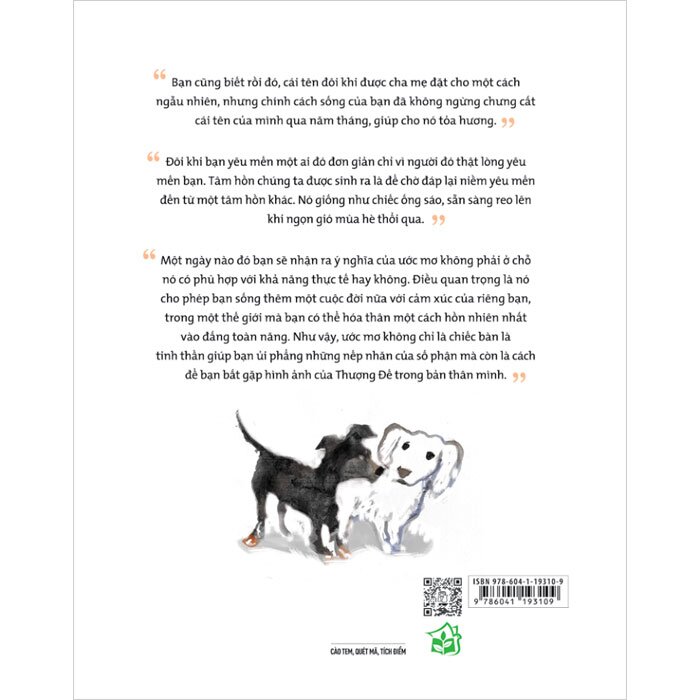 “ Bạn cũng biết rồi đó, cái tên đôi khi được cha mẹ đặt cho một cách
ngẫu nhiên, nhưng chính cách sống của bạn đã không ngừng chưng cất
cái tên của mình qua năm tháng, giúp cho nó tỏa hương. ”
“ Đôi khi bạn yêu mến một ai đó đơn giản chỉ vì người đó thật lòng yêu
mến bạn. Tâm hồn chúng ta được sinh ra là để chờ đáp lại niềm yêu mến
đến từ một tâm hồn khác. Nó giống như chiếc ống sáo, sẵn sàng reo lên
khi ngọn gió mùa hè thổi qua. ”
“ Một ngày nào đó bạn sẽ nhận ra ý nghĩa của ước mơ không phải ở chỗ
nó có phù hợp với khả năng thực tế hay không. Điều quan trọng là nó
cho phép bạn sống thêm một cuộc đời nữa với cảm xúc của riêng bạn,
trong một thế giới mà bạn có thể hóa thân một cách hồn nhiên nhất
vào đấng toàn năng. Như vậy, ước mơ không chỉ là chiếc bàn là
tinh thần giúp bạn ủi phẳng những nếp nhăn của số phận mà còn là cách
để bạn bắt gặp hình ảnh của Thượng Đế trong bản thân mình. ”
ISBN 978-604-1-19310-9
9 786041 193109
CÀO TEM, QUÉT MÃ, TÍCH ĐIỂM